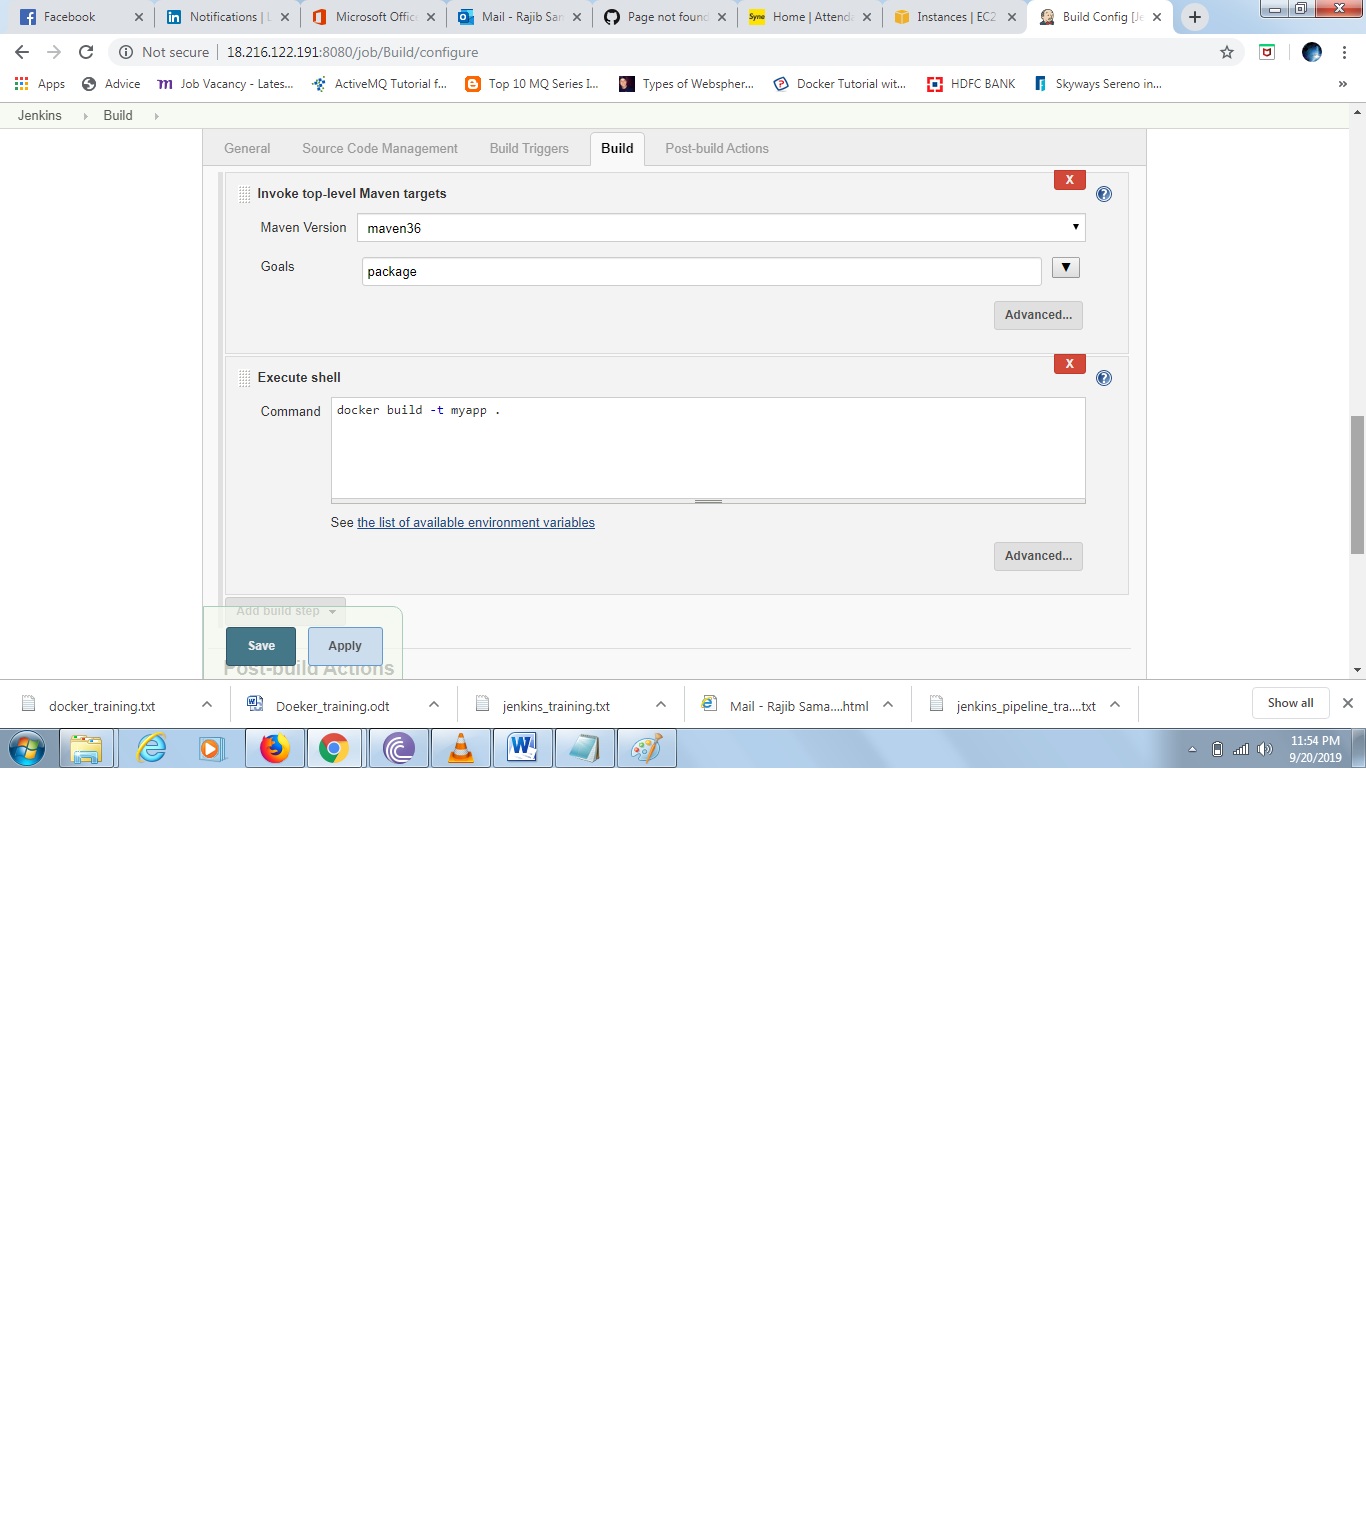 Facebook
Notifications | L
Microsoft Offic
Mail - Rajib Sam
Page not found
Syne Home | Attend
Instances | EC2
Build Config [Je
Not secure | 18.216.122.191:8080/job/Build/configure
Apps
Advice
m Job Vacancy - Lates...
ActiveMQ Tutorial f...
Top 10 MQ Series I...
Types of Webspher...
Docker Tutorial wit...
HDFC BANK
Skyways Sereno in...
»
Jenkins
Build
General
Source Code Management
Build Triggers
Build
Post-build Actions
X
Invoke top-level Maven targets
?
Maven Version
maven36
Goals
package
Advanced...
X
Execute shell
?
Command
docker build -t myapp .
See the list of available environment variables
Advanced...
Add build step
Save
Apply
Post-build Actions
docker_training.txt
Doeker_training.odt
jenkins_training.txt
Mail - Rajib Sama....html
jenkins_pipeline_tra....txt
Show all
11:54 PM
9/20/2019